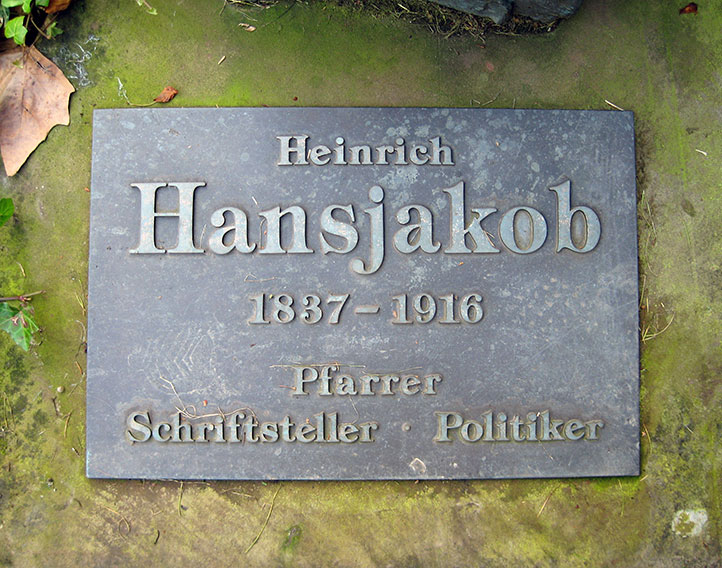 Heinrich
Hansjakob
1837 – 1916
Pfarrer
Schriftsteller · Politiker